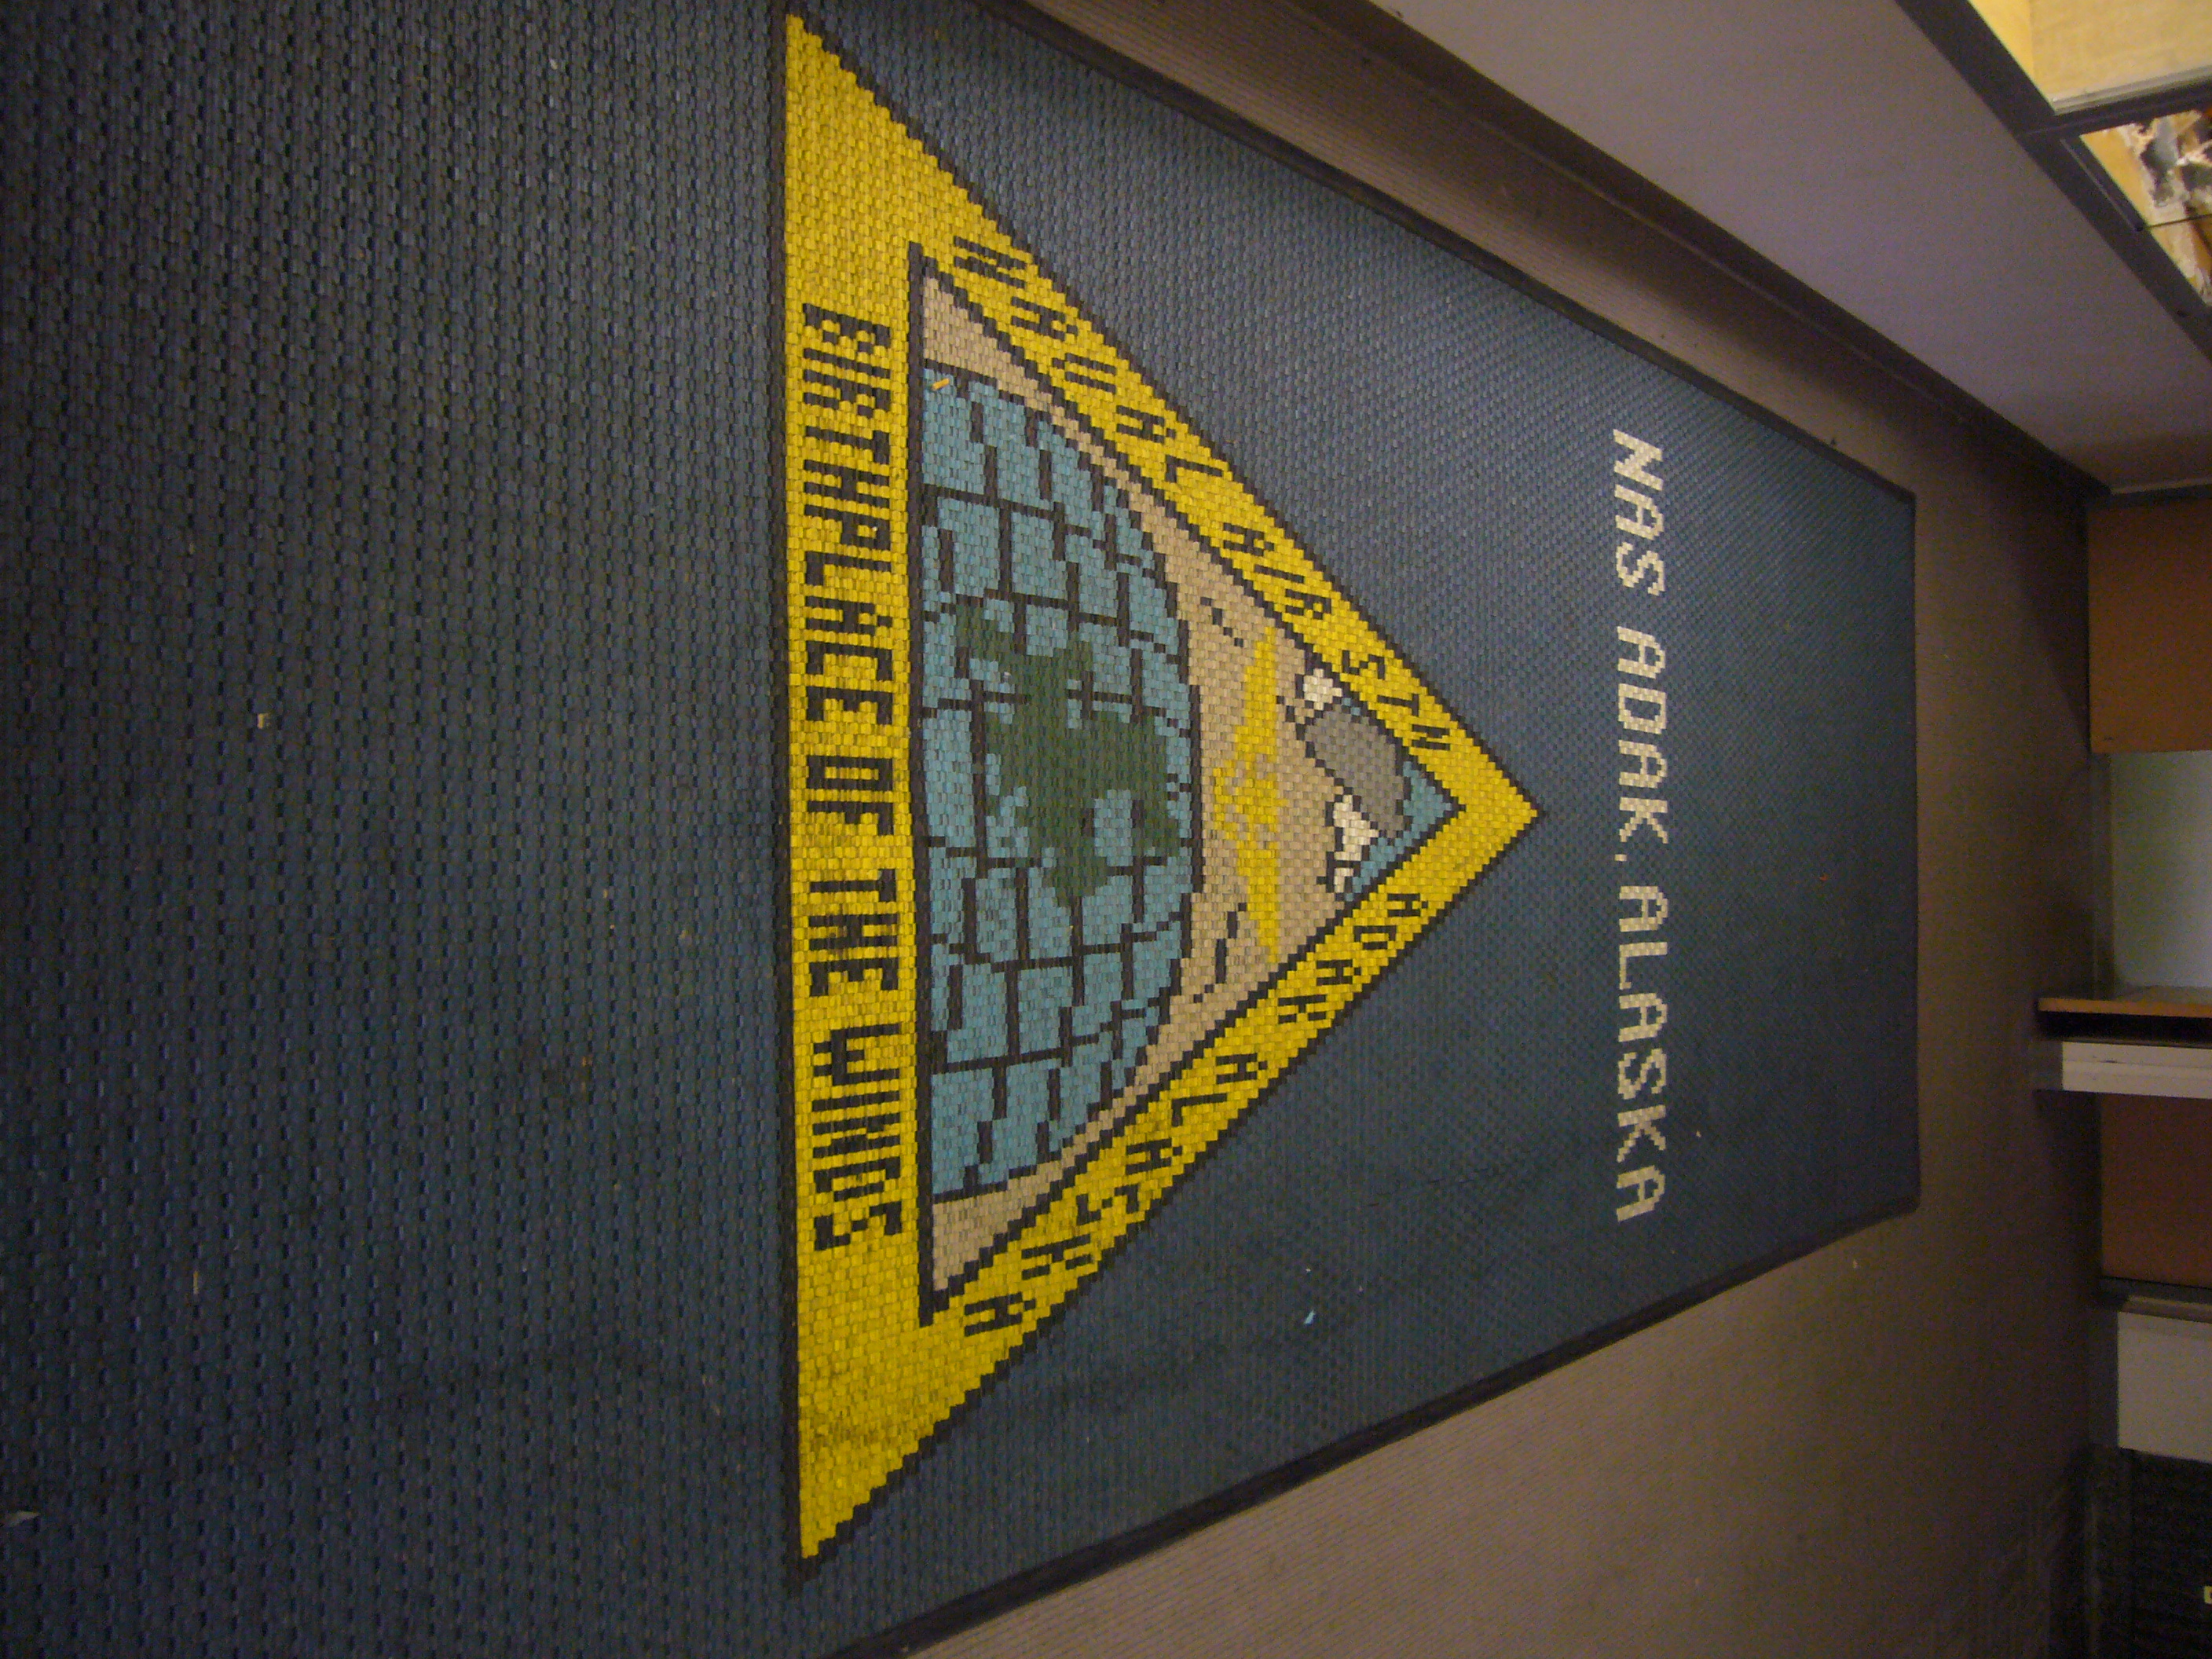 NAS ADAK, ALASKA
NAVAL AIR STN
ADAK ALASKA
BIRTHPLACE OF THE WINDS